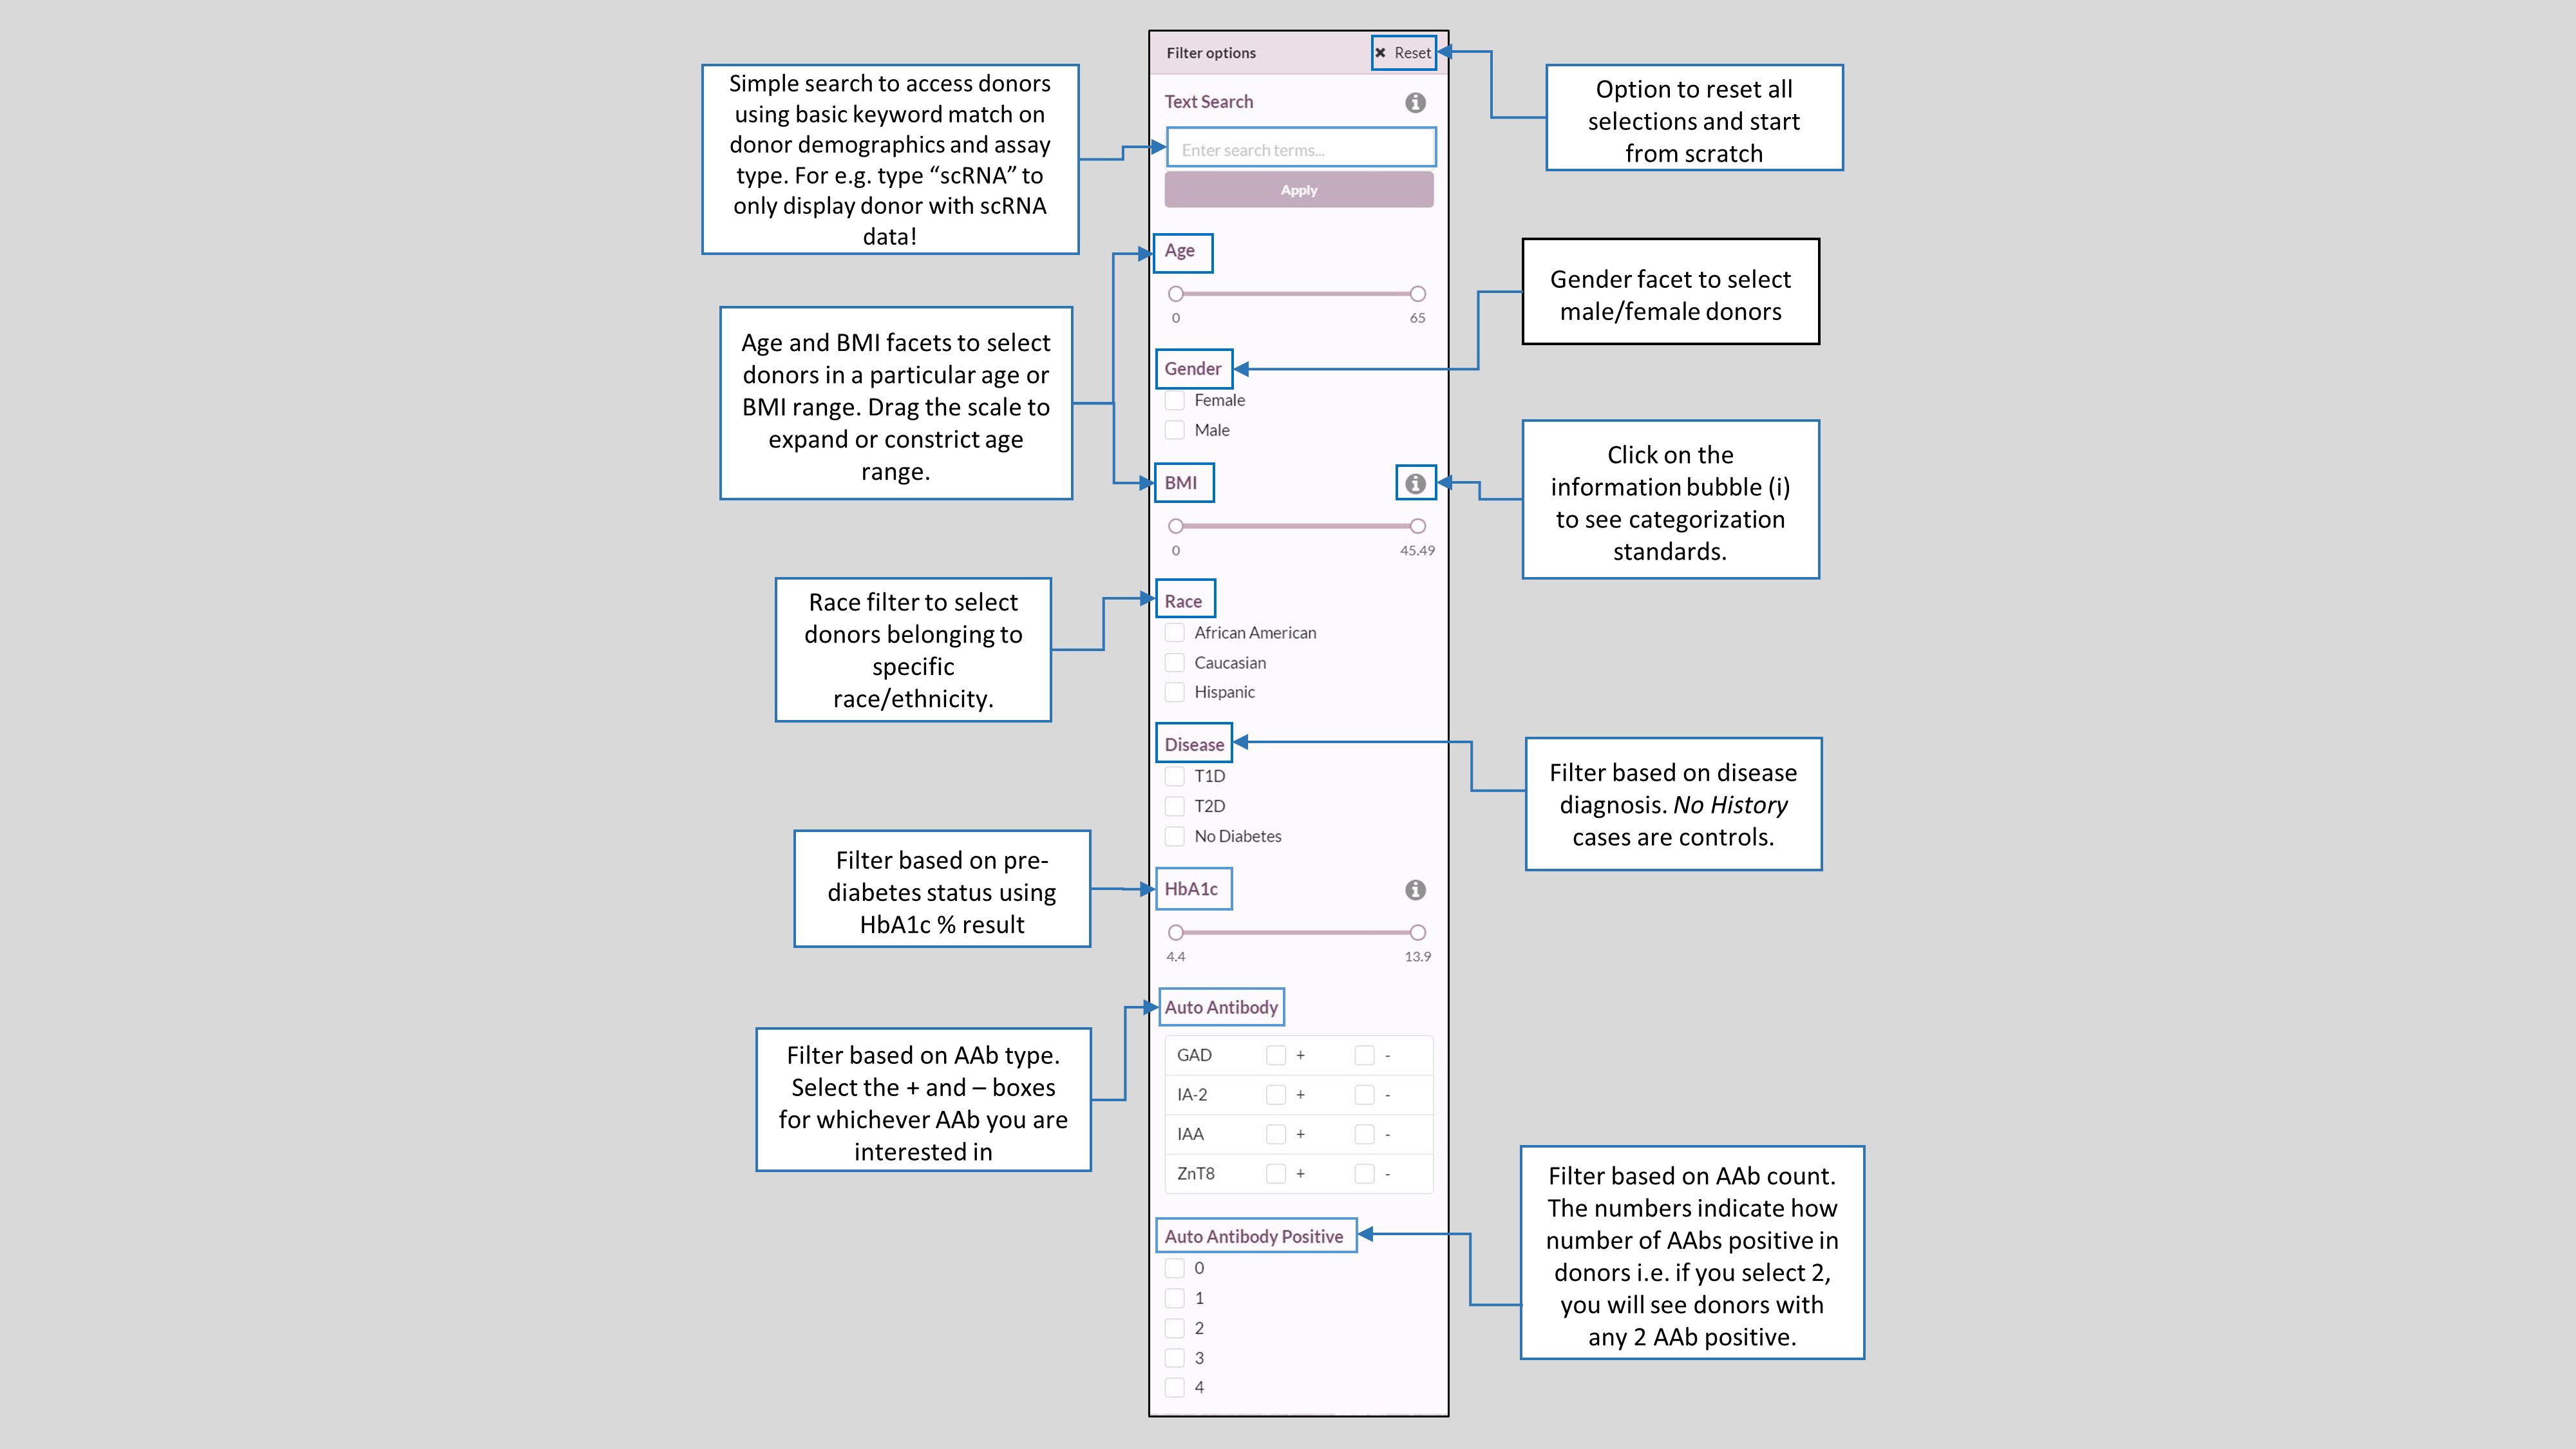 Filter options
✖ Reset
Text Search
Enter search terms...
Apply
Age
0 65
Gender
Female
Male
BMI
0 45.49
Race
African American
Caucasian
Hispanic
Disease
T1D
T2D
No Diabetes
HbA1c
4.4 13.9
Auto Antibody
GAD + -
IA-2 + -
IAA + -
ZnT8 + -
Auto Antibody Positive
0
1
2
3
4
Simple search to access donors
using basic keyword match on
donor demographics and assay
type. For e.g. type “scRNA” to
only display donor with scRNA
data!
Age and BMI facets to select
donors in a particular age or
BMI range. Drag the scale to
expand or constrict age
range.
Race filter to select
donors belonging to
specific
race/ethnicity.
Filter based on pre-
diabetes status using
HbA1c % result
Filter based on AAb type.
Select the + and – boxes
for whichever AAb you are
interested in
Option to reset all
selections and start
from scratch
Gender facet to select
male/female donors
Click on the
information bubble (i)
to see categorization
standards.
Filter based on disease
diagnosis. No History
cases are controls.
Filter based on AAb count.
The numbers indicate how
number of AAbs positive in
donors i.e. if you select 2,
you will see donors with
any 2 AAb positive.